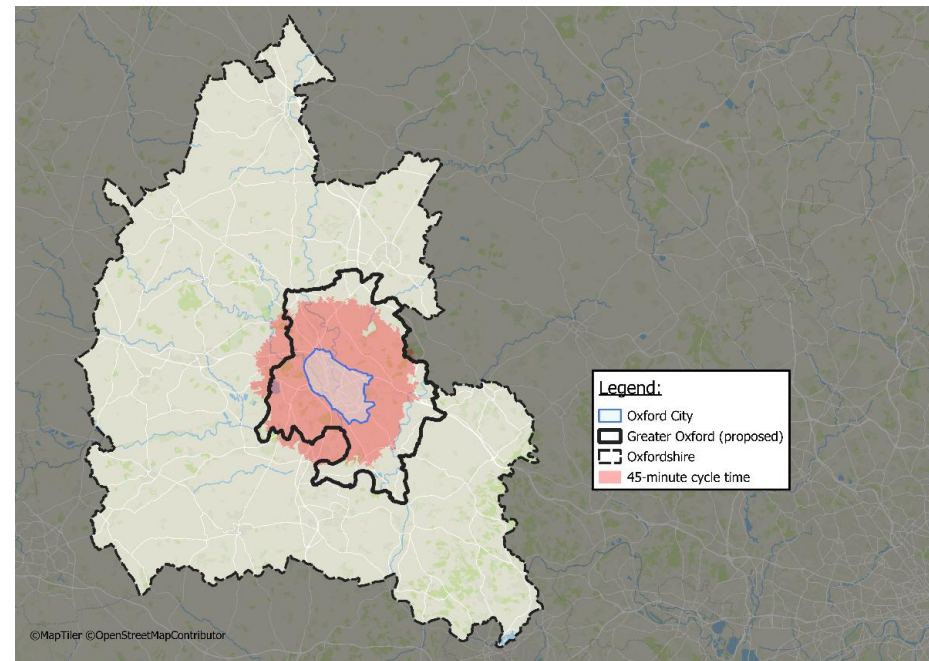 Legend:
Oxford City
Greater Oxford (proposed)
Oxfordshire
45-minute cycle time
©MapTiler ©OpenStreetMapContributor